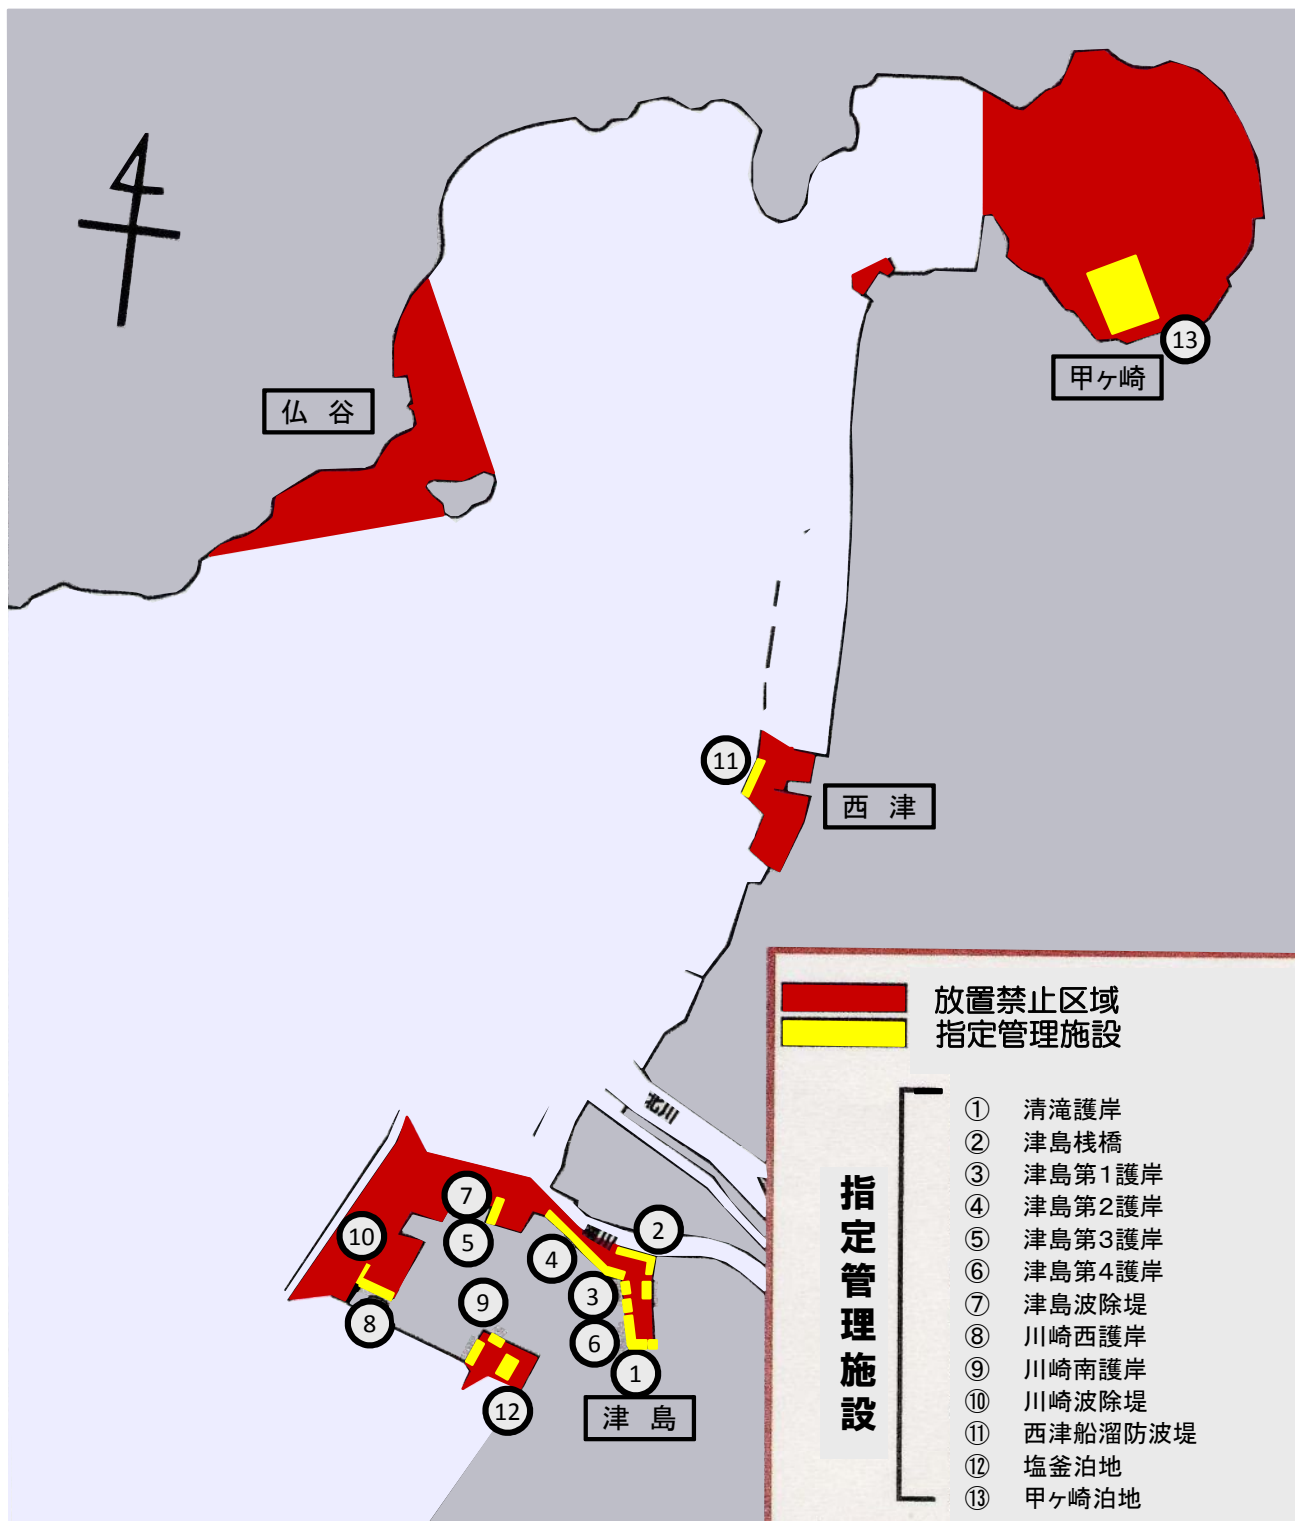 13
甲ヶ崎
仏 谷
11
西 津
放置禁止区域
指定管理施設
北川
7
2
10
5
4
9
3
8
6
1
12
津 島
指定管理施設
① 清滝護岸
② 津島桟橋
③ 津島第1護岸
④ 津島第2護岸
⑤ 津島第3護岸
⑥ 津島第4護岸
⑦ 津島波除堤
⑧ 川崎西護岸
⑨ 川崎南護岸
⑩ 川崎波除堤
⑪ 西津船溜防波堤
⑫ 塩釜泊地
⑬ 甲ヶ崎泊地